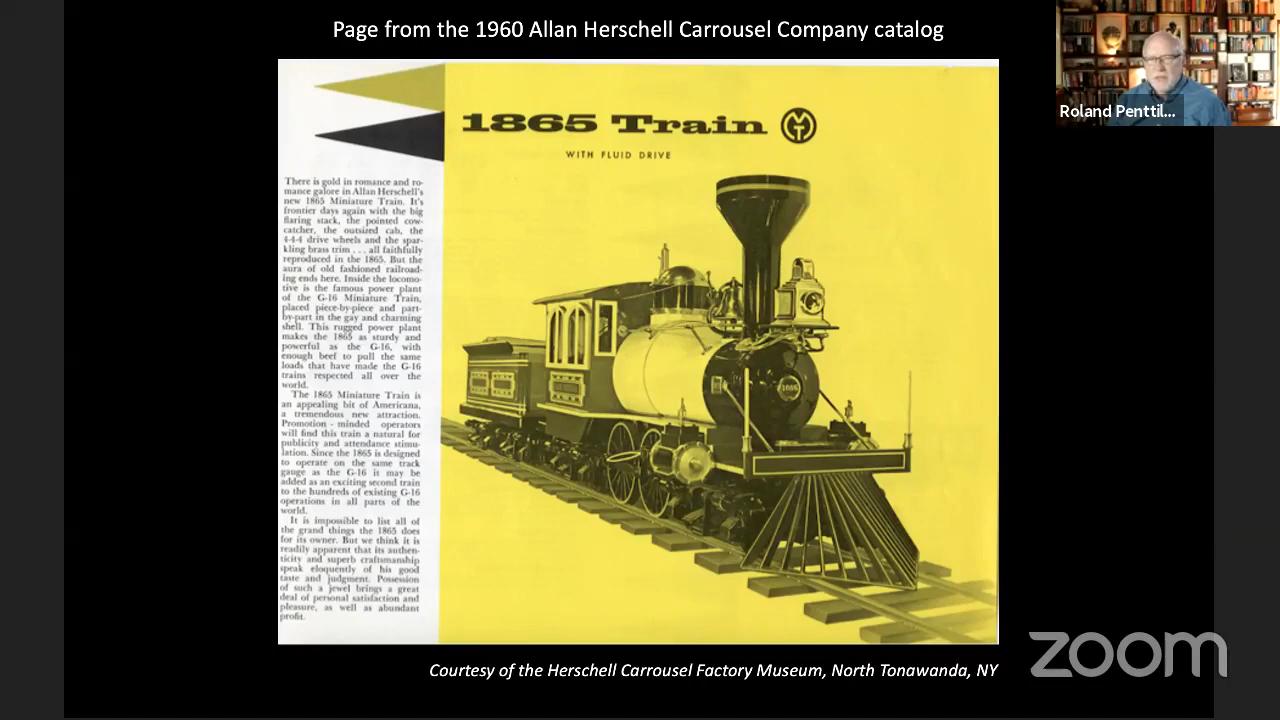 Page from the 1960 Allan Herschell Carrousel Company catalog
Roland Penttil...
1865 Train
MT
WITH FLUID DRIVE
There is gold in romance and ro-
mance galore in Allan Herschell's
new 1865 Miniature Train. It's
frontier days again with the big
flaring stack, the pointed cow-
catcher, the outsized cab, the
4-4-4 drive wheels and the spar-
kling brass trim . . . all faithfully
reproduced in the 1865. But the
aura of old fashioned railroad-
ing ends here. Inside the locomo-
tive is the famous power plant
of the G-16 Miniature Train,
placed piece-by-piece and part-
by-part in the gay and charming
shell. This rugged power plant
makes the 1865 as sturdy and
powerful as the G-16, with
enough beef to pull the same
loads that have made the G-16
trains respected all over the
world.
The 1865 Miniature Train is
an appealing bit of Americana,
a tremendous new attraction.
Promotion - minded operators
will find this train a natural for
publicity and attendance stimu-
lation. Since the 1865 is designed
to operate on the same track
gauge as the G-16 it may be
added as an exciting second train
to the hundreds of existing G-16
operations in all parts of the
world.
It is impossible to list all of
the grand things the 1865 does
for its owner. But we think it is
readily apparent that its authen-
ticity and superb craftsmanship
speak eloquently of his good
taste and judgment. Possession
of such a jewel brings a great
deal of personal satisfaction and
pleasure, as well as abundant
profit.
1865
Courtesy of the Herschell Carrousel Factory Museum, North Tonawanda, NY
zoom